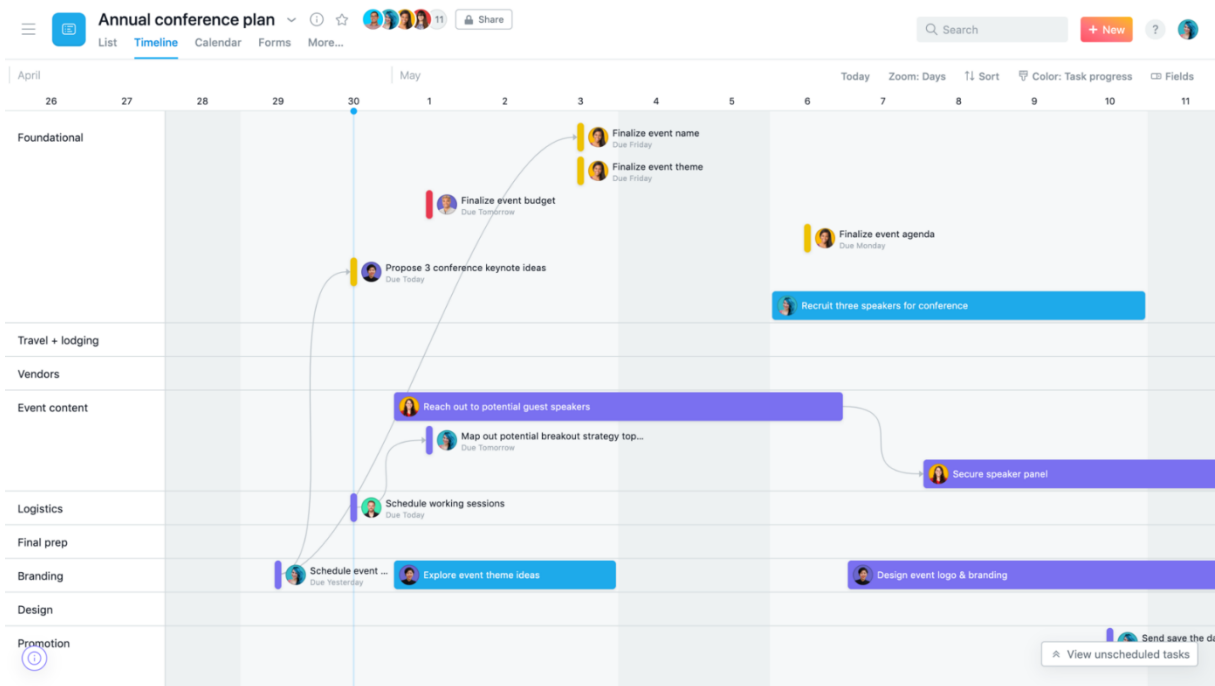 Annual conference plan
11
Share
List Timeline Calendar Forms More...
Search
+ New
?
April May
Today Zoom: Days Sort Color: Task progress Fields
26 27 28 29 30 1 2 3 4 5 6 7 8 9 10 11
Foundational
Finalize event name
Due Friday
Finalize event theme
Due Friday
Finalize event budget
Due Tomorrow
Finalize event agenda
Due Monday
Propose 3 conference keynote ideas
Due Today
Recruit three speakers for conference
Travel + lodging
Vendors
Event content
Reach out to potential guest speakers
Map out potential breakout strategy top...
Due Tomorrow
Secure speaker panel
Logistics
Schedule working sessions
Due Today
Final prep
Branding
Schedule event ...
Due Yesterday
Explore event theme ideas
Design event logo & branding
Design
Promotion
Send save the da
View unscheduled tasks